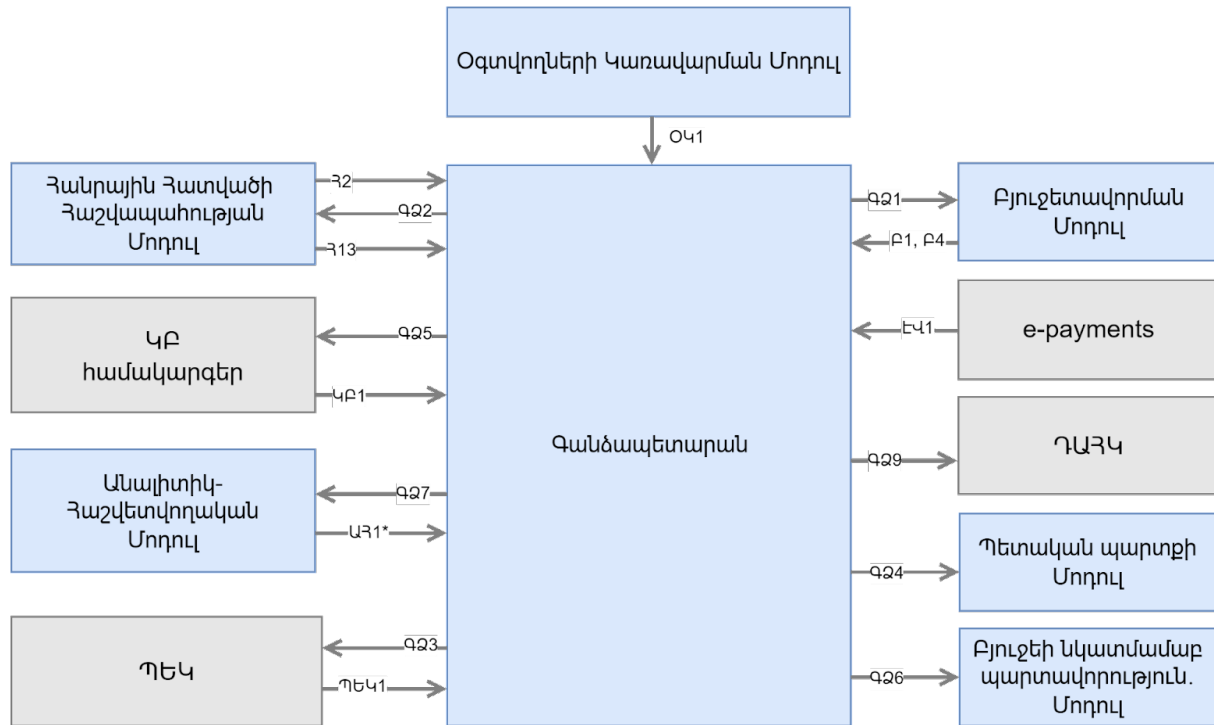 Օգտվողների Կառավարման Մոդուլ
ՕԿ1
Հանրային Հատվածի
Հաշվապահության
Մոդուլ
Հ2
ԳՁ2
Հ13
ԳՁ1
Բ1, Բ4
Բյուջետավորման
Մոդուլ
ԿԲ
համակարգեր
ԳՁ5
ԿԲ1
ԷՎ1
e-payments
Գանձապետարան
ԳՁ9
ԴԱՀԿ
Անալիտիկ-
Հաշվետվողական
Մոդուլ
ԳՁ7
ԱՀ1*
ԳՁ4
Պետական պարտքի
Մոդուլ
ՊԵԿ
ԳՁ3
ՊԵԿ1
ԳՁ6
Բյուջեի նկատմամաբ
պարտավորություն.
Մոդուլ